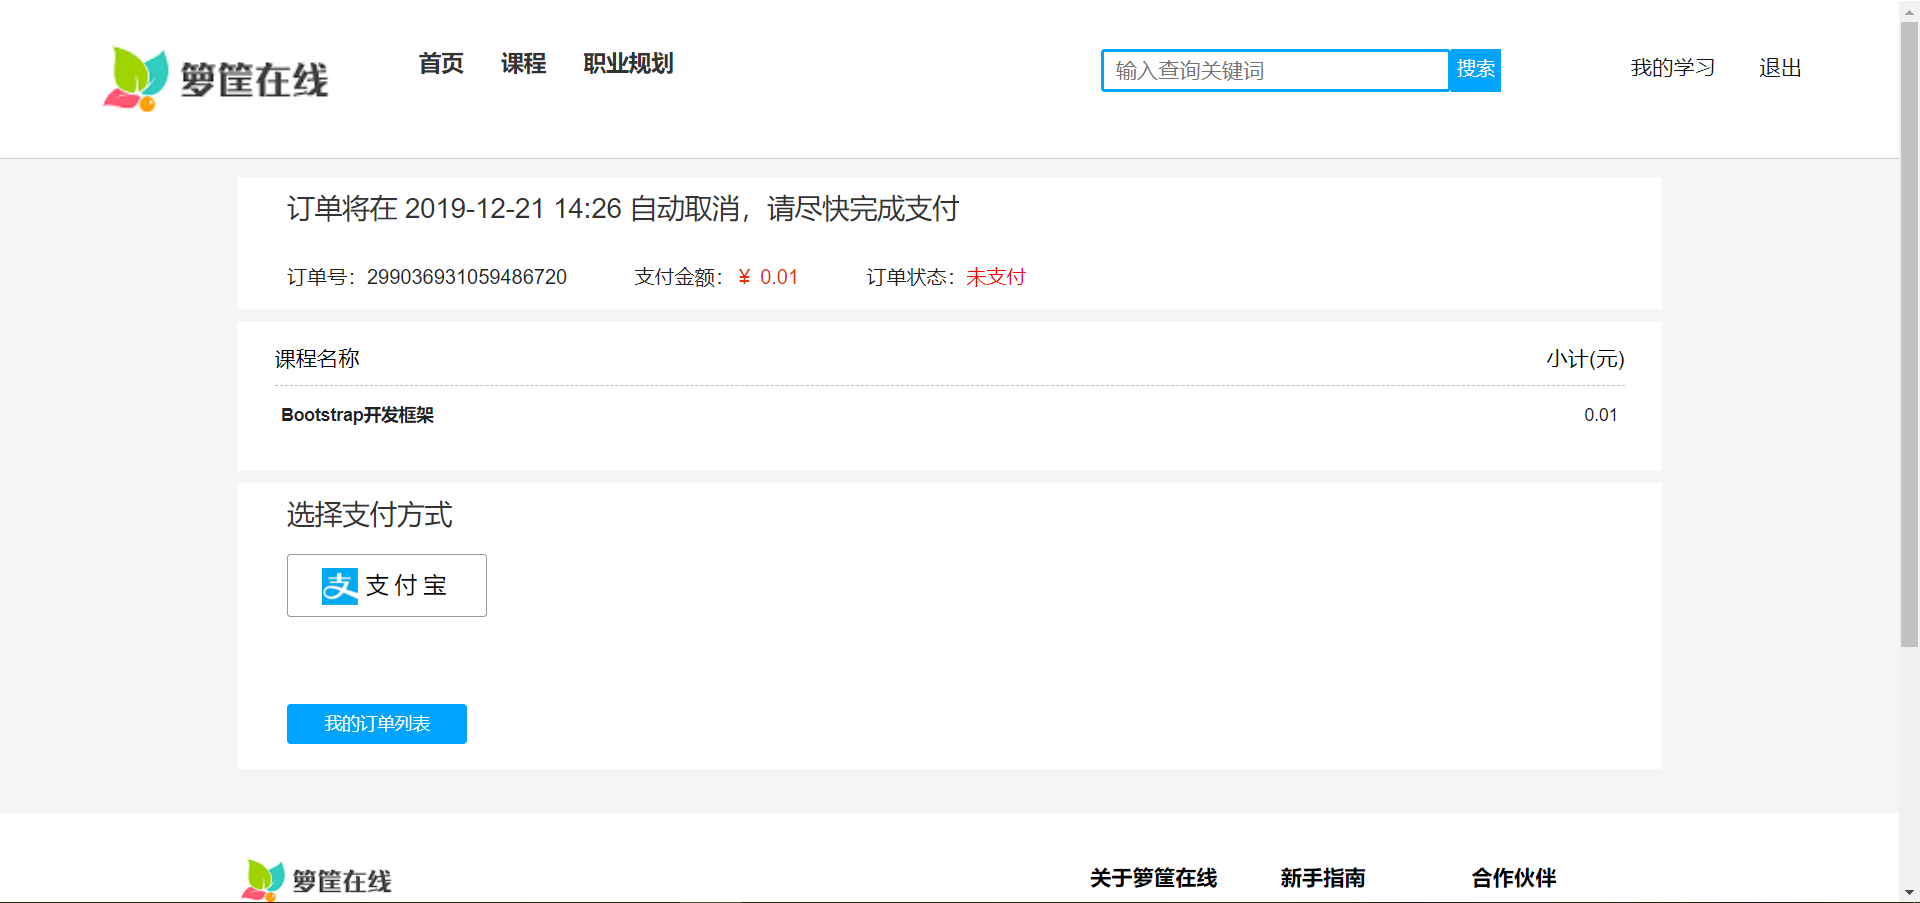 箩筐在线
首页 课程 职业规划
输入查询关键词 搜索
我的学习 退出
订单将在 2019-12-21 14:26 自动取消，请尽快完成支付
订单号：299036931059486720 支付金额：¥ 0.01 订单状态：未支付
课程名称 小计(元)
Bootstrap开发框架 0.01
选择支付方式
支 支付宝
我的订单列表
箩筐在线 关于箩筐在线 新手指南 合作伙伴